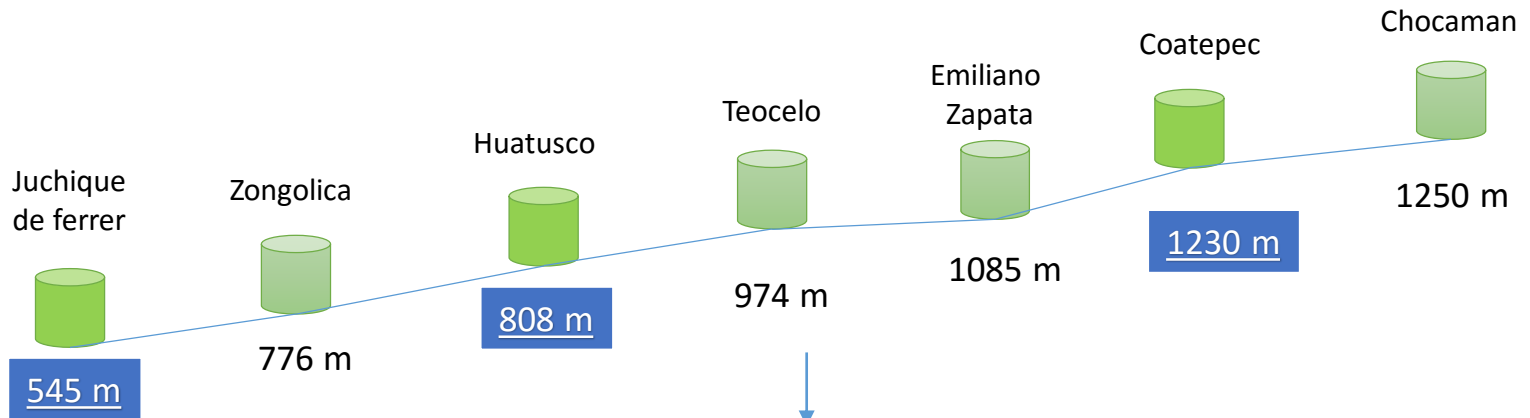 Juchique
de ferrer
545 m
Zongolica
776 m
Huatusco
808 m
Teocelo
974 m
Emiliano
Zapata
1085 m
Coatepec
1230 m
Chocaman
1250 m